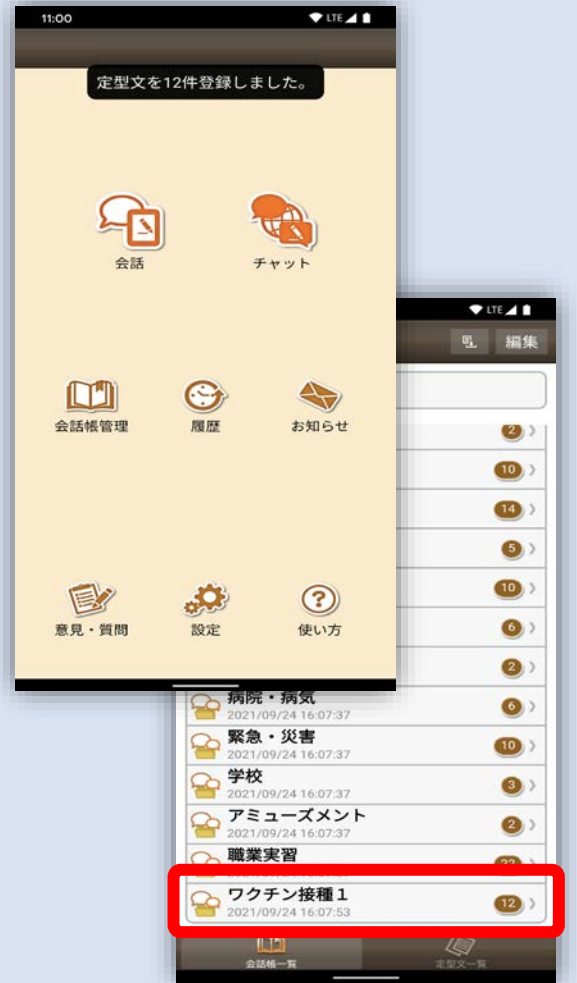 11:00 LTE
定型文を12件登録しました。
会話 チャット
会話帳管理 履歴 お知らせ
意見・質問 設定 使い方
LTE
編集
2
10
14
5
10
6
2
病院・病気 6
2021/09/24 16:07:37
緊急・災害 10
2021/09/24 16:07:37
学校 3
2021/09/24 16:07:37
アミューズメント 2
2021/09/24 16:07:37
職業実習
ワクチン接種1 12
2021/09/24 16:07:53
会話帳一覧 定型文一覧